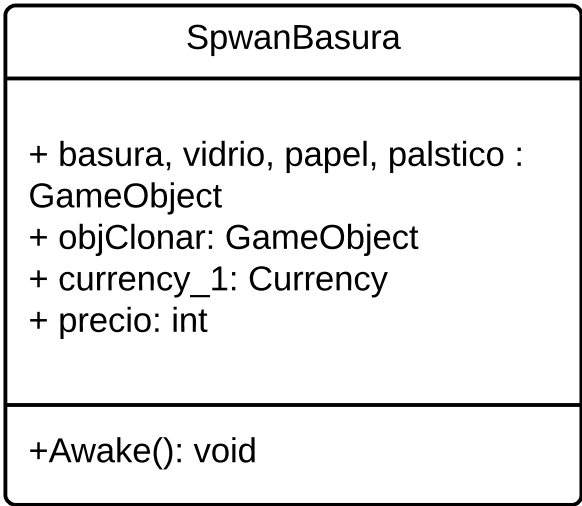 SpwanBasura
+ basura, vidrio, papel, palstico :
GameObject
+ objClonar: GameObject
+ currency_1: Currency
+ precio: int
+Awake(): void